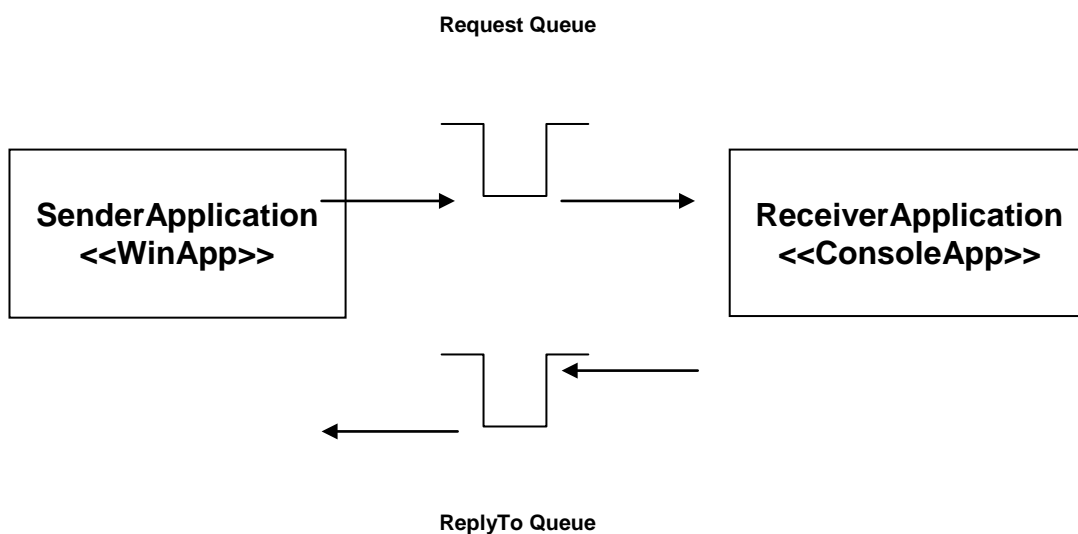 Request Queue
SenderApplication
<<WinApp>>
ReceiverApplication
<<ConsoleApp>>
ReplyTo Queue